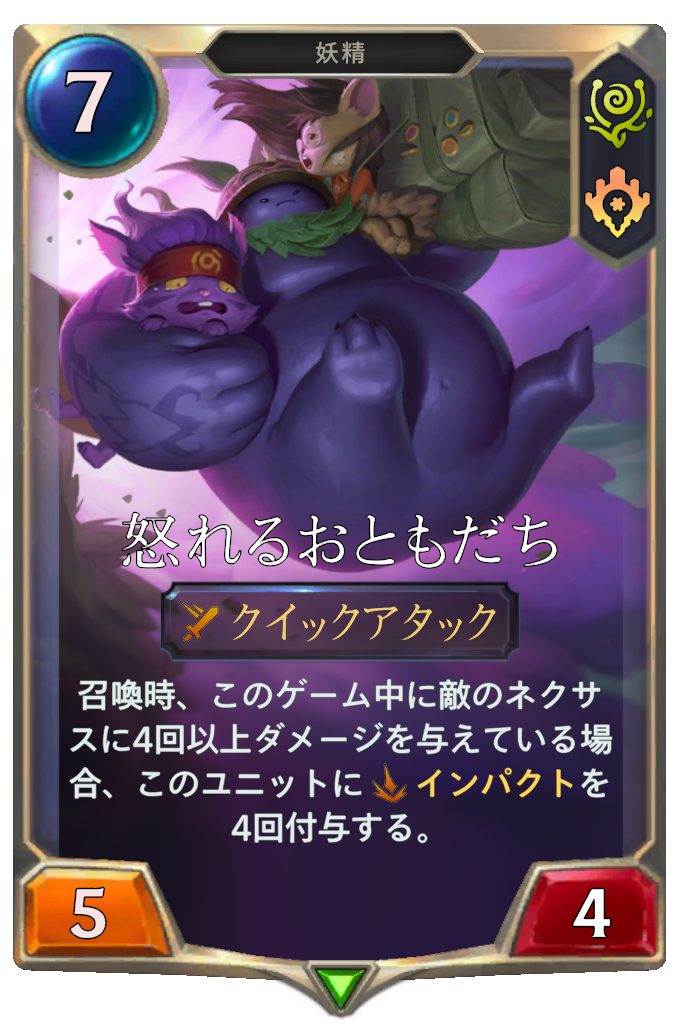 7
妖精
怒れるおともだち
クイックアタック
召喚時、このゲーム中に敵のネクサ
スに4回以上ダメージを与えている場
合、このユニットにインパクトを
4回付与する。
5
4